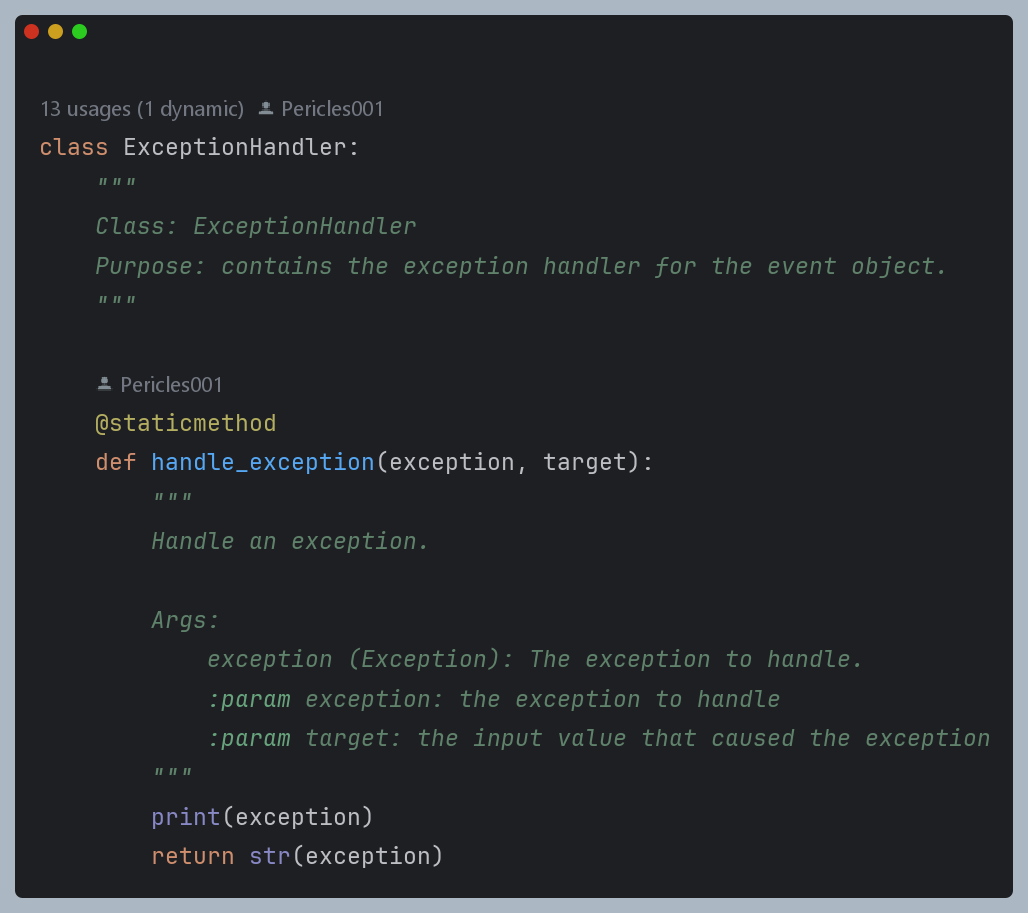 13 usages (1 dynamic) Pericles001
class ExceptionHandler:
"""
Class: ExceptionHandler
Purpose: contains the exception handler for the event object.
"""
Pericles001
@staticmethod
def handle_exception(exception, target):
"""
Handle an exception.
Args:
exception (Exception): The exception to handle.
:param exception: the exception to handle
:param target: the input value that caused the exception
"""
print(exception)
return str(exception)